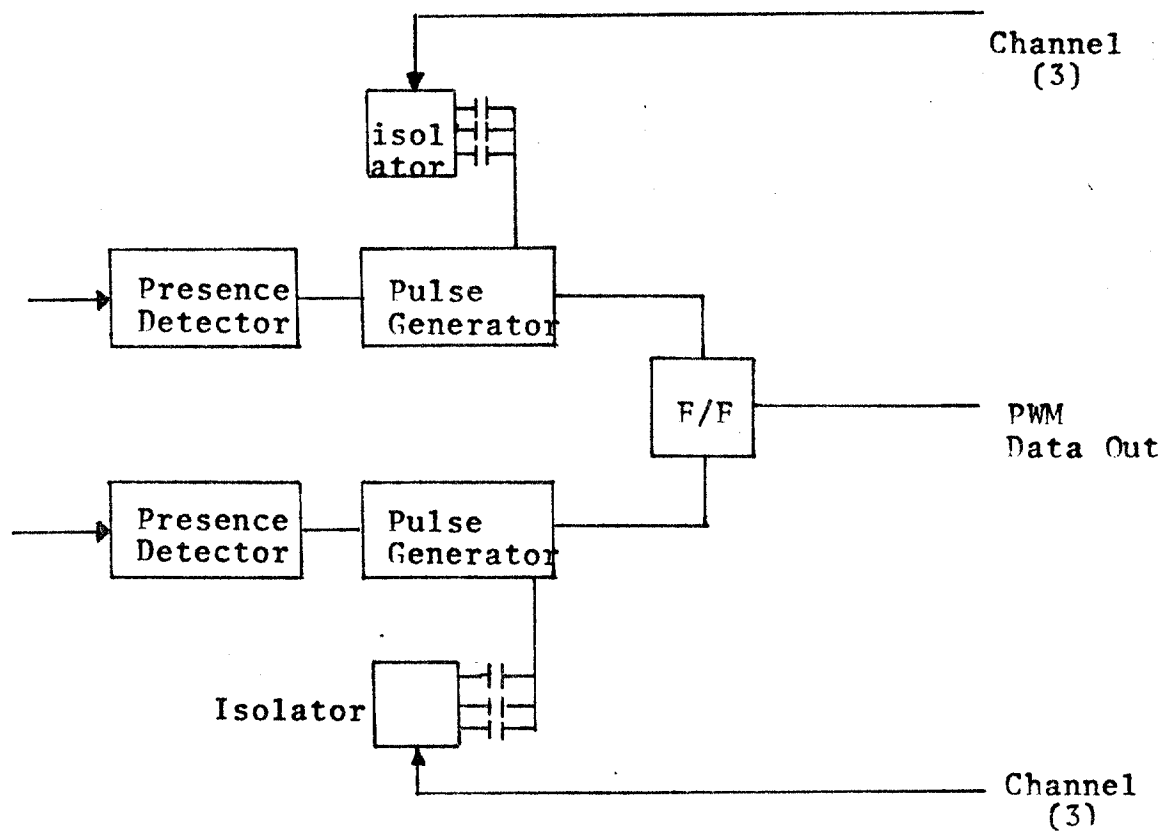 Channel
(3)
isol
ator
Presence
Detector
Pulse
Generator
F/F
PWM
Data Out
Presence
Detector
Pulse
Generator
Isolator
Channel
(3)